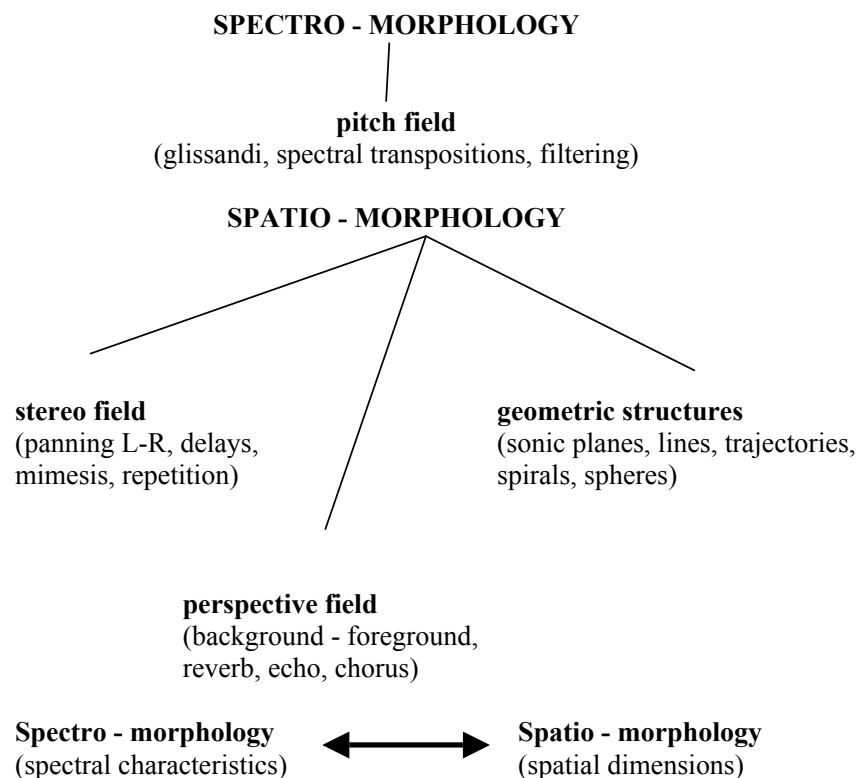 SPECTRO - MORPHOLOGY
pitch field
(glissandi, spectral transpositions, filtering)
SPATIO - MORPHOLOGY
stereo field
(panning L-R, delays,
mimesis, repetition)
geometric structures
(sonic planes, lines, trajectories,
spirals, spheres)
perspective field
(background - foreground,
reverb, echo, chorus)
Spectro - morphology
(spectral characteristics)
Spatio - morphology
(spatial dimensions)